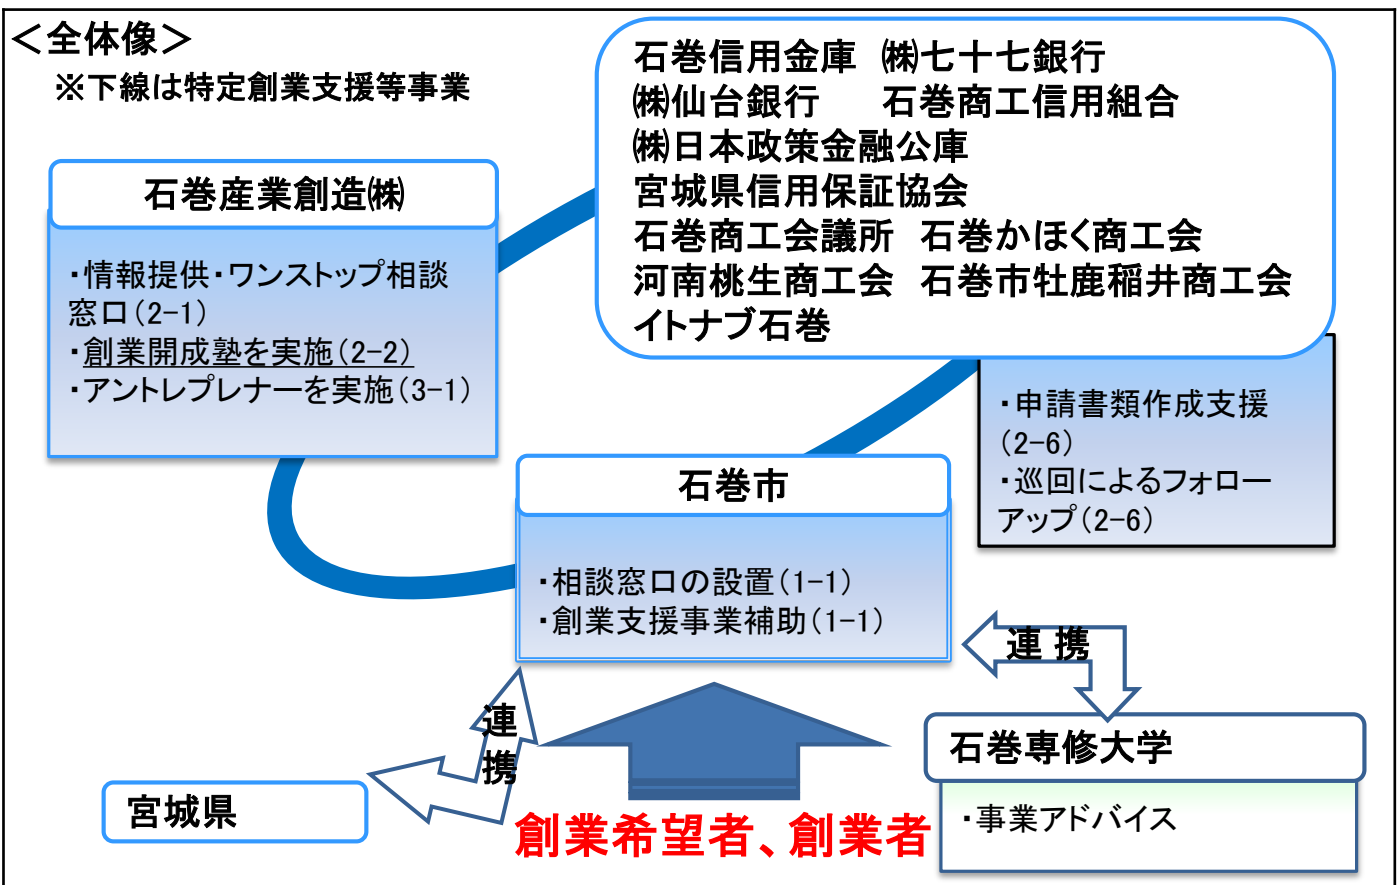 ＜全体像＞
※下線は特定創業支援等事業
石巻信用金庫　㈱七十七銀行
㈱仙台銀行　　石巻商工信用組合
㈱日本政策金融公庫
宮城県信用保証協会
石巻商工会議所　石巻かほく商工会
河南桃生商工会　石巻市牡鹿稲井商工会
イトナブ石巻
石巻産業創造㈱
・情報提供・ワンストップ相談
窓口（2-1）
・創業開成塾を実施（2-2）
・アントレプレナーを実施（3-1）
・申請書類作成支援
（2-6）
・巡回によるフォロー
アップ（2-6）
石巻市
・相談窓口の設置（1-1）
・創業支援事業補助（1-1）
連 携
連
携
石巻専修大学
・事業アドバイス
宮城県
創業希望者、創業者